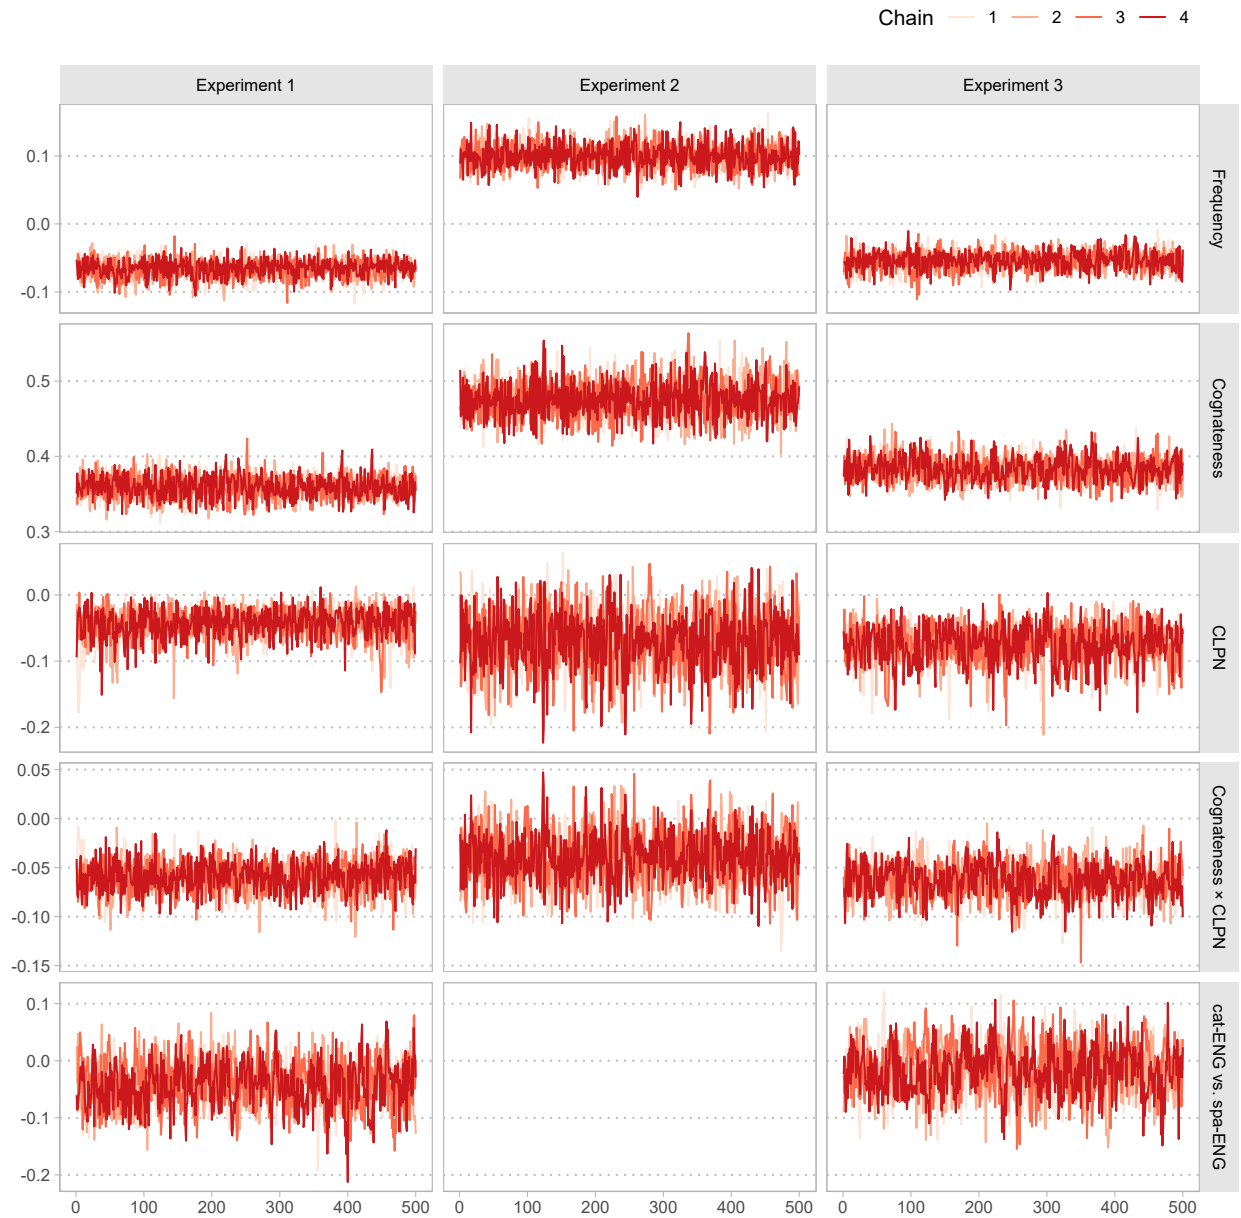 Chain 1 2 3 4
Experiment 1 Experiment 2 Experiment 3
0.1
0.0
-0.1
Frequency
0.5
0.4
0.3
Cognateness
0.0
-0.1
-0.2
CLPN
0.05
0.00
-0.05
-0.10
-0.15
Cognateness × CLPN
0.1
0.0
-0.1
-0.2
cat-ENG vs. spa-ENG
0 100 200 300 400 500 0 100 200 300 400 500 0 100 200 300 400 500